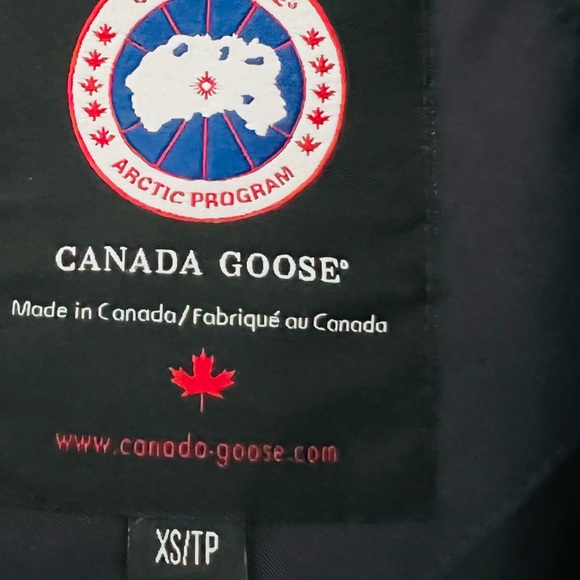 ARCTIC PROGRAM
CANADA GOOSE®
Made in Canada/Fabriqué au Canada
www.canada-goose.com
XS/TP